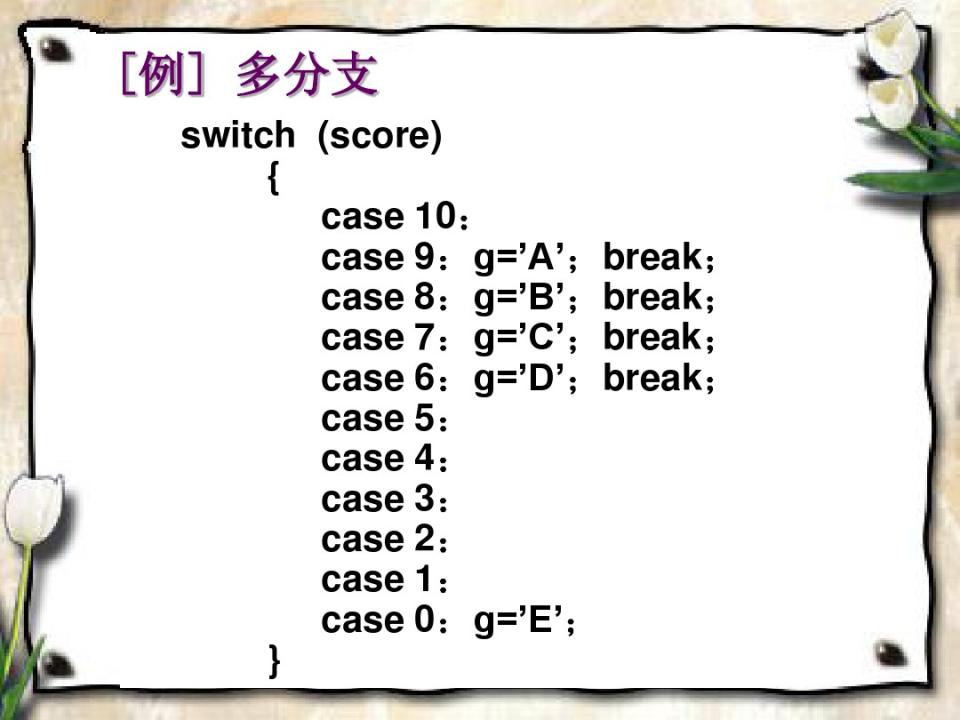 ［例］ 多分支
switch (score)
{
case 10：
case 9：g=’A’；break；
case 8：g=’B’；break；
case 7：g=’C’；break；
case 6：g=’D’；break；
case 5：
case 4：
case 3：
case 2：
case 1：
case 0：g=’E’；
}